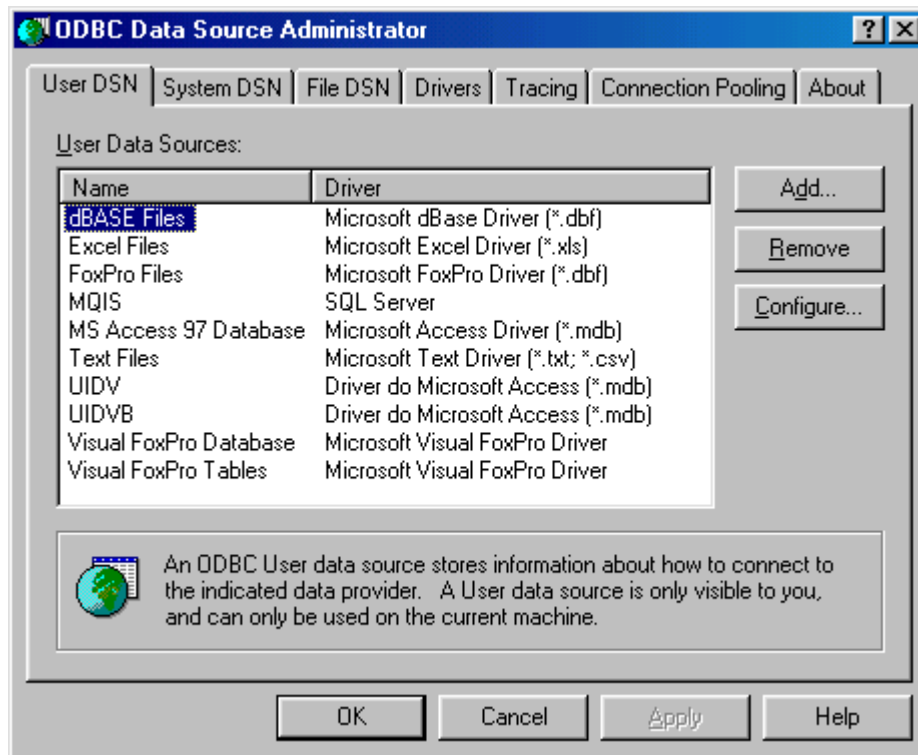 ODBC Data Source Administrator
User DSN System DSN File DSN Drivers Tracing Connection Pooling About
User Data Sources:
Name Driver
dBASE Files Microsoft dBase Driver (*.dbf)
Excel Files Microsoft Excel Driver (*.xls)
FoxPro Files Microsoft FoxPro Driver (*.dbf)
MQIS SQL Server
MS Access 97 Database Microsoft Access Driver (*.mdb)
Text Files Microsoft Text Driver (*.txt; *.csv)
UIDV Driver do Microsoft Access (*.mdb)
UIDVB Driver do Microsoft Access (*.mdb)
Visual FoxPro Database Microsoft Visual FoxPro Driver
Visual FoxPro Tables Microsoft Visual FoxPro Driver
Add...
Remove
Configure...
An ODBC User data source stores information about how to connect to
the indicated data provider. A User data source is only visible to you,
and can only be used on the current machine.
OK Cancel Apply Help